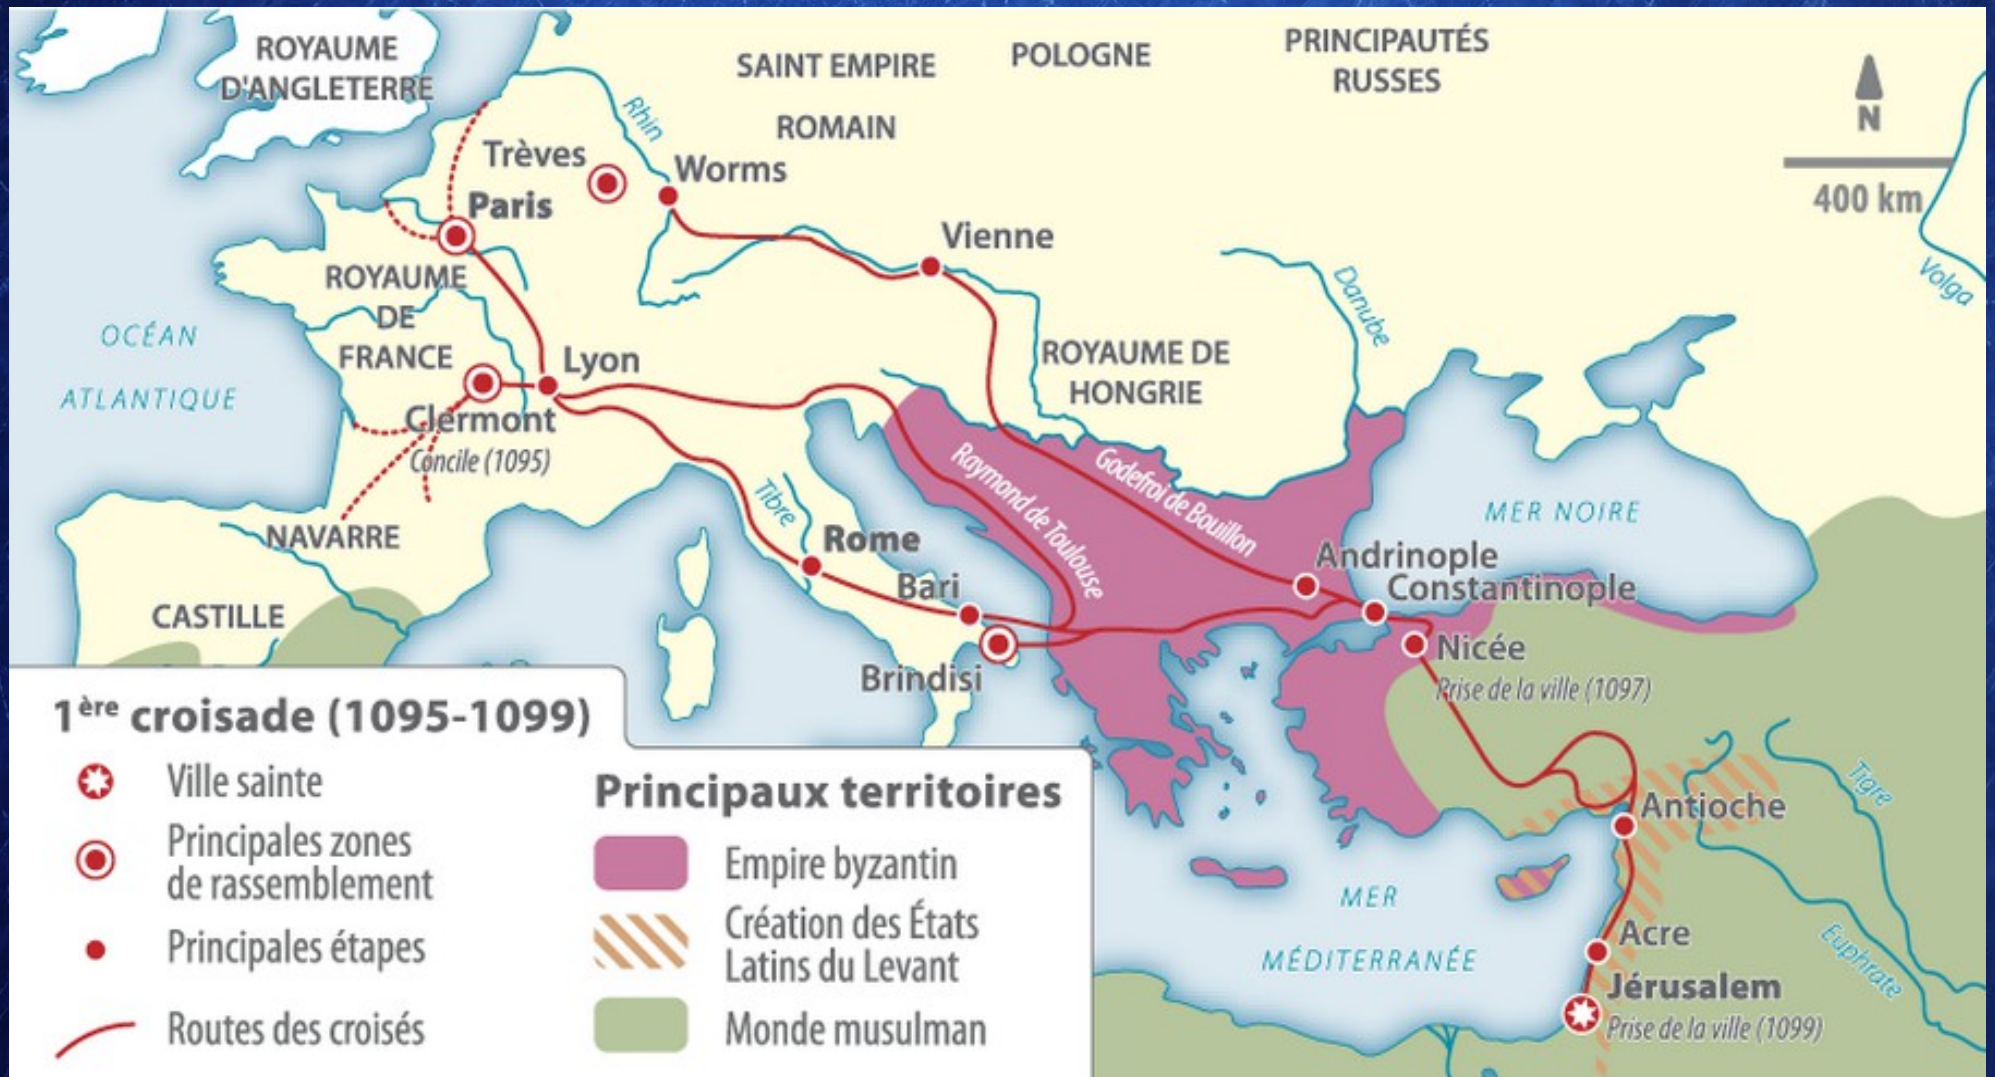 ROYAUME
D'ANGLETERRE
SAINT EMPIRE
ROMAIN
POLOGNE
PRINCIPAUTÉS
RUSSES
N
400 km
Rhin
Trèves
Worms
Paris
Vienne
Danube
Volga
ROYAUME
DE
FRANCE
OCÉAN
ATLANTIQUE
Lyon
Clermont
Concile (1095)
ROYAUME DE
HONGRIE
Raymond de Toulouse
Godefroi de Bouillon
MER NOIRE
NAVARRE
CASTILLE
Tibre
Rome
Bari
Brindisi
Andrinople
Constantinople
Nicée
Prise de la ville (1097)
Antioche
Tigre
Euphrate
MER
MÉDITERRANÉE
Acre
Jérusalem
Prise de la ville (1099)
1ère croisade (1095-1099)
Ville sainte
Principales zones
de rassemblement
Principales étapes
Routes des croisés
Principaux territoires
Empire byzantin
Création des États
Latins du Levant
Monde musulman